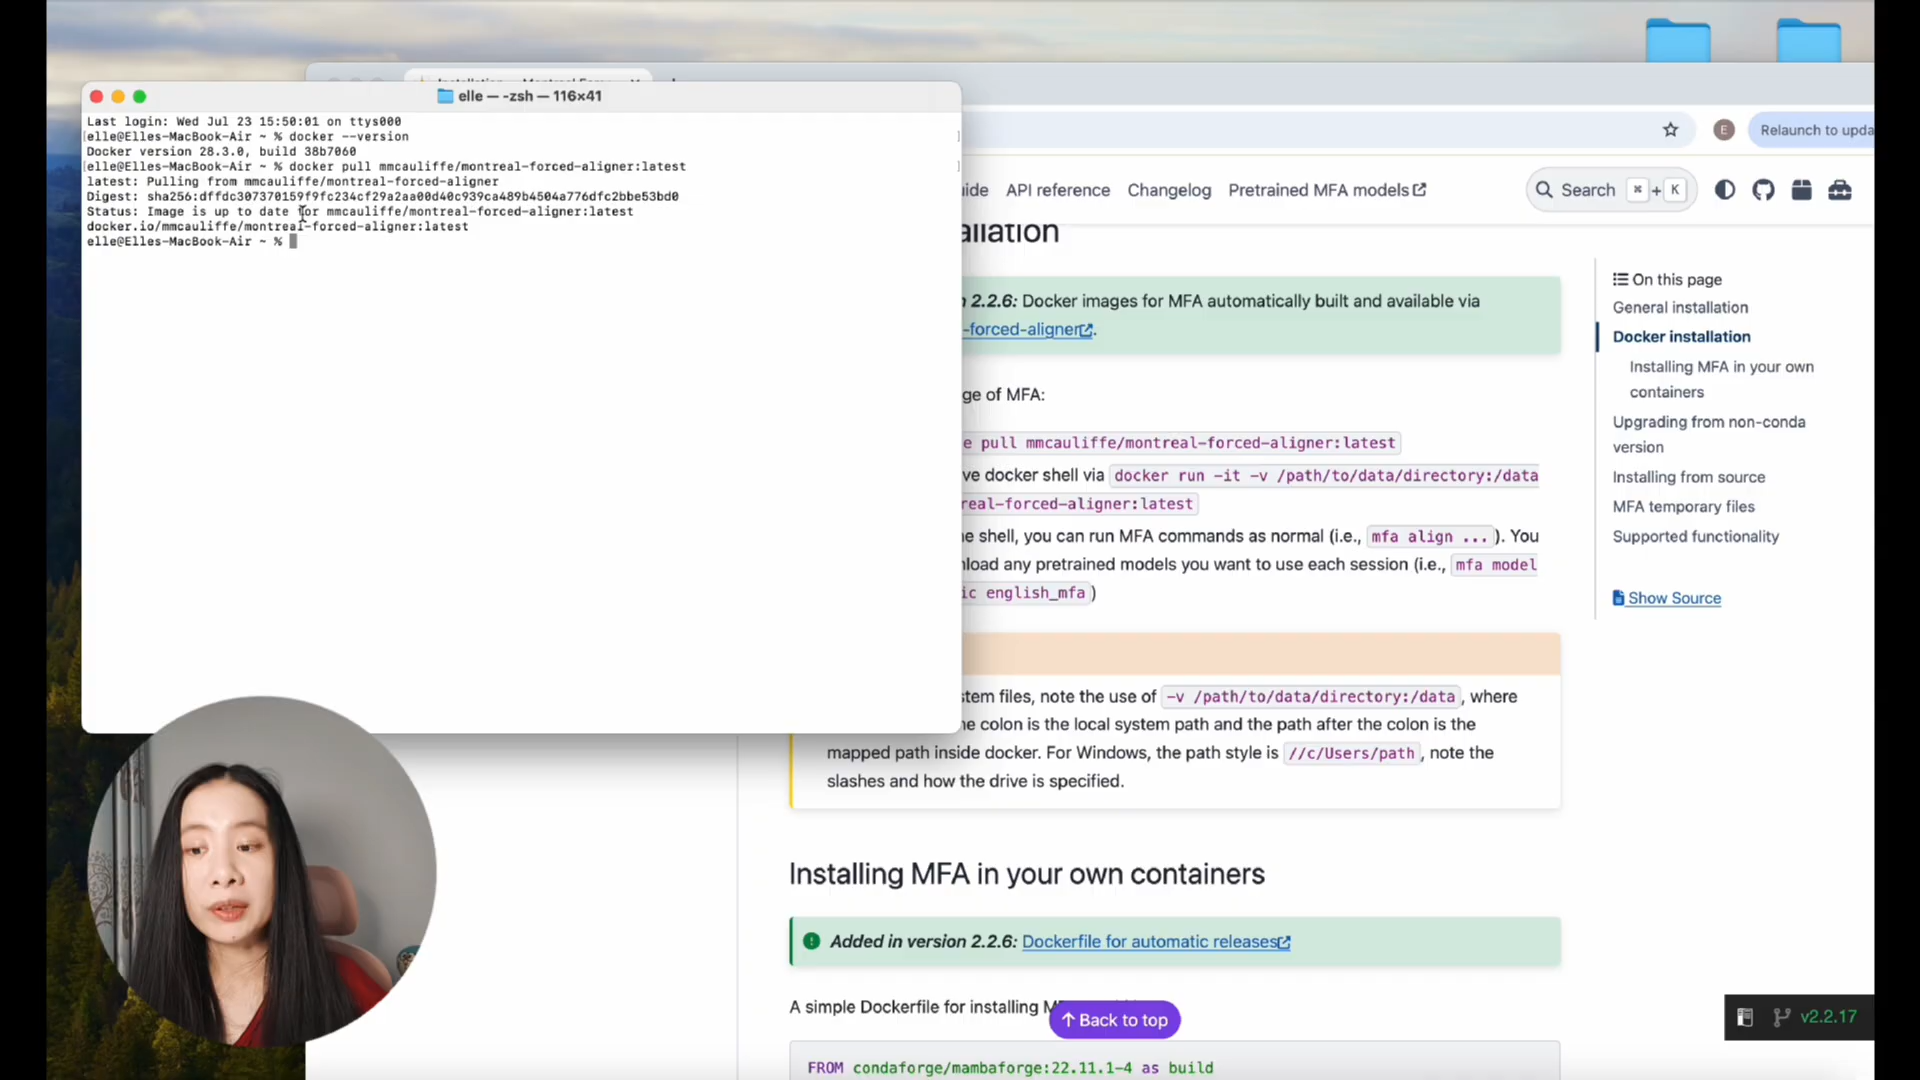 elle — -zsh — 116×41
Last login: Wed Jul 23 15:50:01 on ttys000
elle@Elles-MacBook-Air ~ % docker --version
Docker version 28.3.0, build 38b7060
elle@Elles-MacBook-Air ~ % docker pull mmcauliffe/montreal-forced-aligner:latest
latest: Pulling from mmcauliffe/montreal-forced-aligner
Digest: sha256:dffdc307370159f9fc234cf29a2aa00d40c939ca489b4504a776dfc2bbe53bd0
Status: Image is up to date for mmcauliffe/montreal-forced-aligner:latest
docker.io/mmcauliffe/montreal-forced-aligner:latest
elle@Elles-MacBook-Air ~ %
E
Relaunch to upda
ide API reference Changelog Pretrained MFA models
Search ⌘ + K
allation
n 2.2.6: Docker images for MFA automatically built and available via
-forced-aligner.
ge of MFA:
e pull mmcauliffe/montreal-forced-aligner:latest
ve docker shell via docker run -it -v /path/to/data/directory:/data
real-forced-aligner:latest
he shell, you can run MFA commands as normal (i.e., mfa align ...). You
nload any pretrained models you want to use each session (i.e., mfa model
ic english_mfa)
stem files, note the use of -v /path/to/data/directory:/data, where
he colon is the local system path and the path after the colon is the
mapped path inside docker. For Windows, the path style is //c/Users/path, note the
slashes and how the drive is specified.
Installing MFA in your own containers
Added in version 2.2.6: Dockerfile for automatic releases
A simple Dockerfile for installing M
↑ Back to top
FROM condaforge/mambaforge:22.11.1-4 as build
On this page
General installation
Docker installation
Installing MFA in your own
containers
Upgrading from non-conda
version
Installing from source
MFA temporary files
Supported functionality
Show Source
v2.2.17